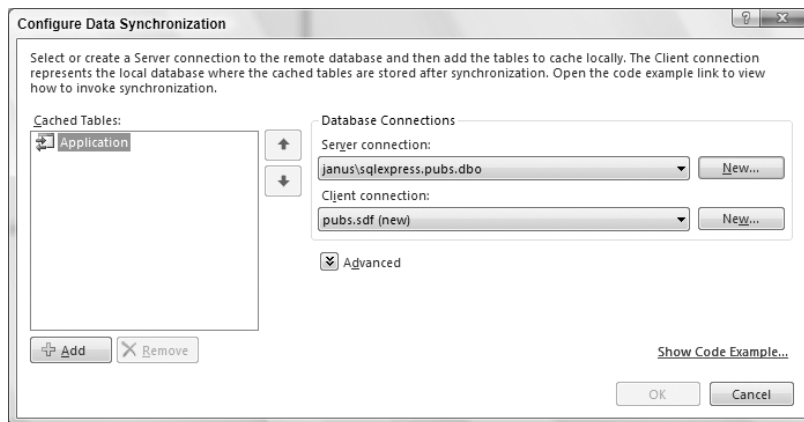 Configure Data Synchronization
Select or create a Server connection to the remote database and then add the tables to cache locally. The Client connection
represents the local database where the cached tables are stored after synchronization. Open the code example link to view
how to invoke synchronization.
Cached Tables:
Application
Database Connections
Server connection:
janus\sqlexpress.pubs.dbo
New...
Client connection:
pubs.sdf (new)
New...
Advanced
Add
Remove
Show Code Example...
OK
Cancel